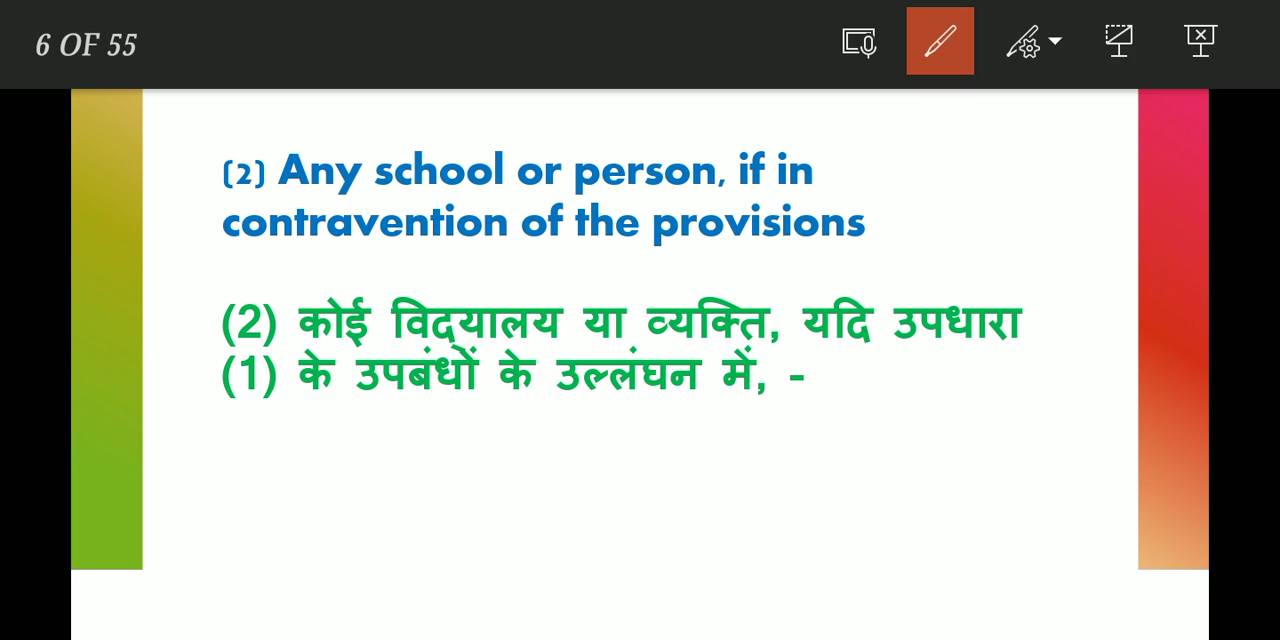 6 OF 55
(2) Any school or person, if in
contravention of the provisions
(2) कोई विद्यालय या व्यक्ति, यदि उपधारा
(1) के उपबंधों के उल्लंघन में, -